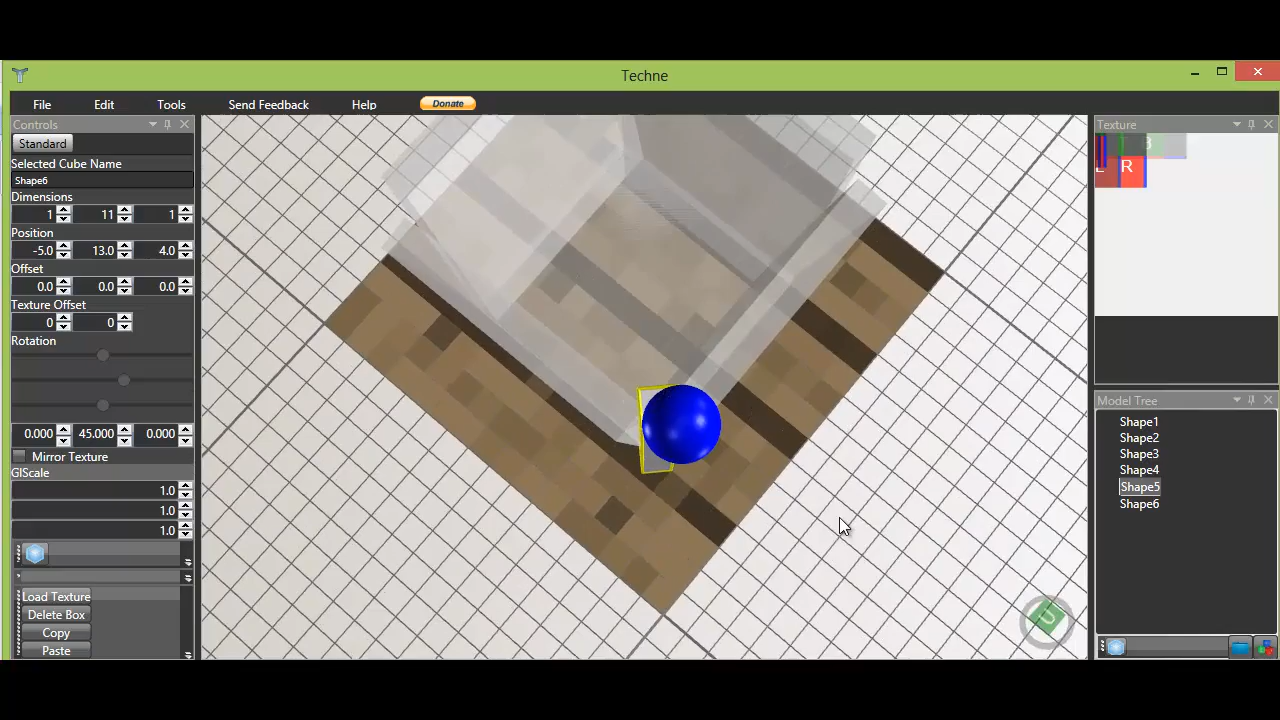 Techne
File Edit Tools Send Feedback Help Donate
Controls
Standard
Selected Cube Name
Shape6
Dimensions
1 11 1
Position
-5.0 13.0 4.0
Offset
0.0 0.0 0.0
Texture Offset
0 0
Rotation
0.000 45.000 0.000
Mirror Texture
GlScale
1.0
1.0
1.0
Load Texture
Delete Box
Copy
Paste
U
Texture
T B
L R
Model Tree
Shape1
Shape2
Shape3
Shape4
Shape5
Shape6